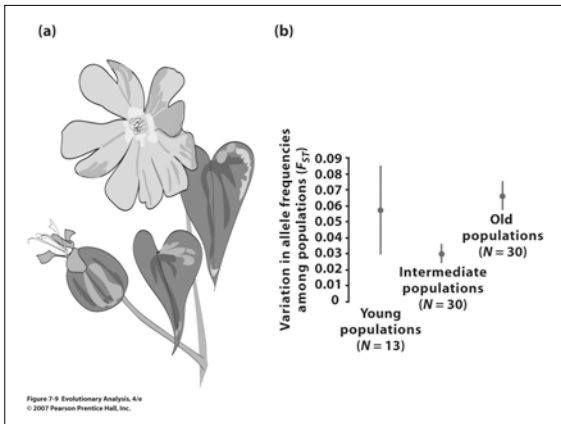 (a)
(b)
Variation in allele frequencies
among populations (FST)
0.09
0.08
0.07
0.06
0.05
0.04
0.03
0.02
0.01
0
Young
populations
(N = 13)
Intermediate
populations
(N = 30)
Old
populations
(N = 30)
Figure 7-9 Evolutionary Analysis, 4/e
© 2007 Pearson Prentice Hall, Inc.